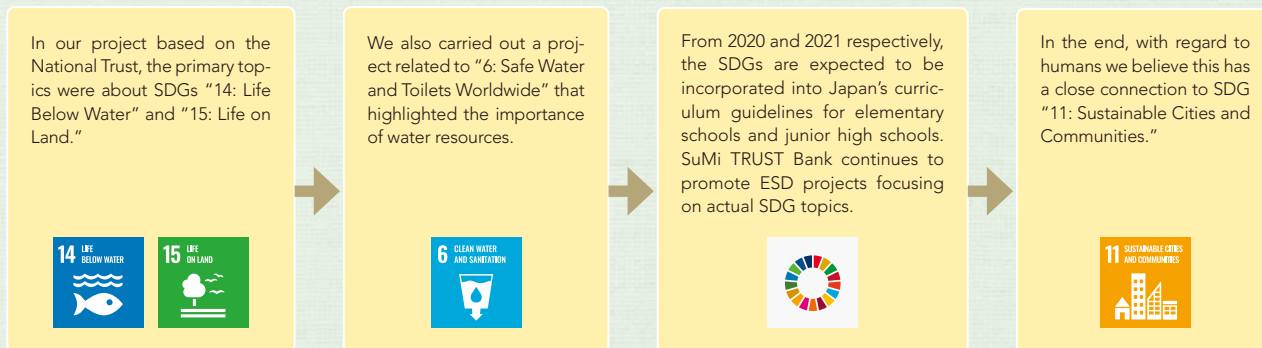 In our project based on the
National Trust, the primary top-
ics were about SDGs “14: Life
Below Water” and “15: Life on
Land.”
14 LIFE
BELOW WATER
15 LIFE
ON LAND
We also carried out a proj-
ect related to “6: Safe Water
and Toilets Worldwide” that
highlighted the importance
of water resources.
6 CLEAN WATER
AND SANITATION
From 2020 and 2021 respectively,
the SDGs are expected to be
incorporated into Japan’s curric-
ulum guidelines for elementary
schools and junior high schools.
SuMi TRUST Bank continues to
promote ESD projects focusing
on actual SDG topics.
In the end, with regard to
humans we believe this has
a close connection to SDG
“11: Sustainable Cities and
Communities.”
11 SUSTAINABLE CITIES
AND COMMUNITIES